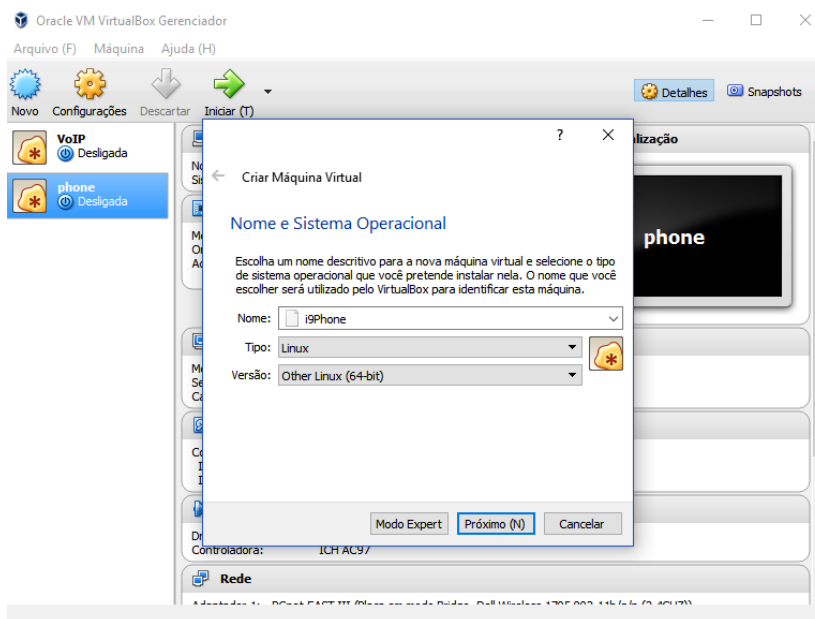 Oracle VM VirtualBox Gerenciador
Arquivo (F) Máquina Ajuda (H)
Novo Configurações Descartar Iniciar (T) Detalhes Snapshots
VoIP
Desligada
phone
Desligada
? 
Criar Máquina Virtual
Nome e Sistema Operacional
Escolha um nome descritivo para a nova máquina virtual e selecione o tipo
de sistema operacional que você pretende instalar nela. O nome que você
escolher será utilizado pelo VirtualBox para identificar esta máquina.
Nome: i9Phone
Tipo: Linux
Versão: Other Linux (64-bit)
Modo Expert Próximo (N) Cancelar
lização
phone
Controladora: ICH AC97
Rede